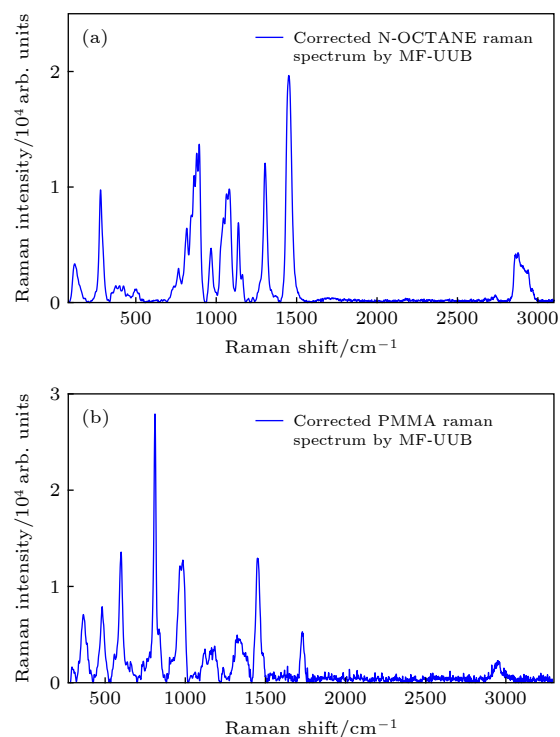 (a)
Corrected N-OCTANE raman
spectrum by MF-UUB
Raman intensity/10⁴ arb. units
2
1
0
500 1000 1500 2000 2500 3000
Raman shift/cm⁻¹
(b)
Corrected PMMA raman
spectrum by MF-UUB
Raman intensity/10⁴ arb. units
3
2
1
0
500 1000 1500 2000 2500 3000
Raman shift/cm⁻¹